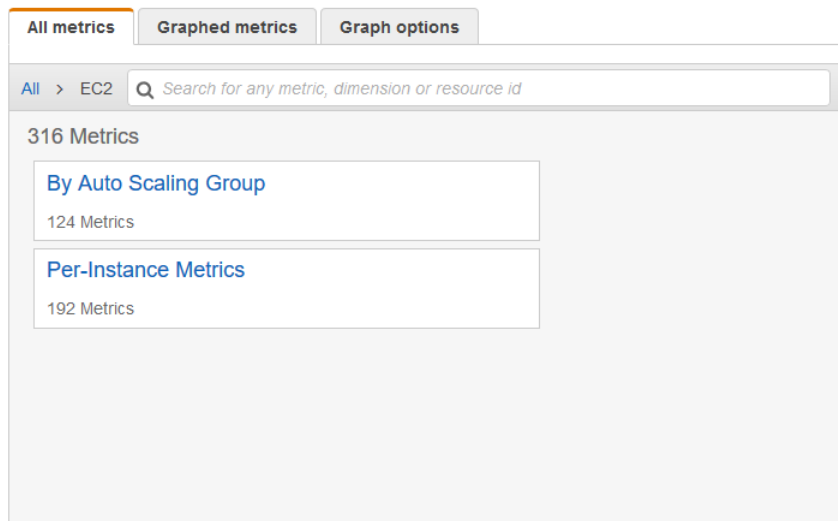 All metrics Graphed metrics Graph options
All > EC2 Search for any metric, dimension or resource id
316 Metrics
By Auto Scaling Group
124 Metrics
Per-Instance Metrics
192 Metrics